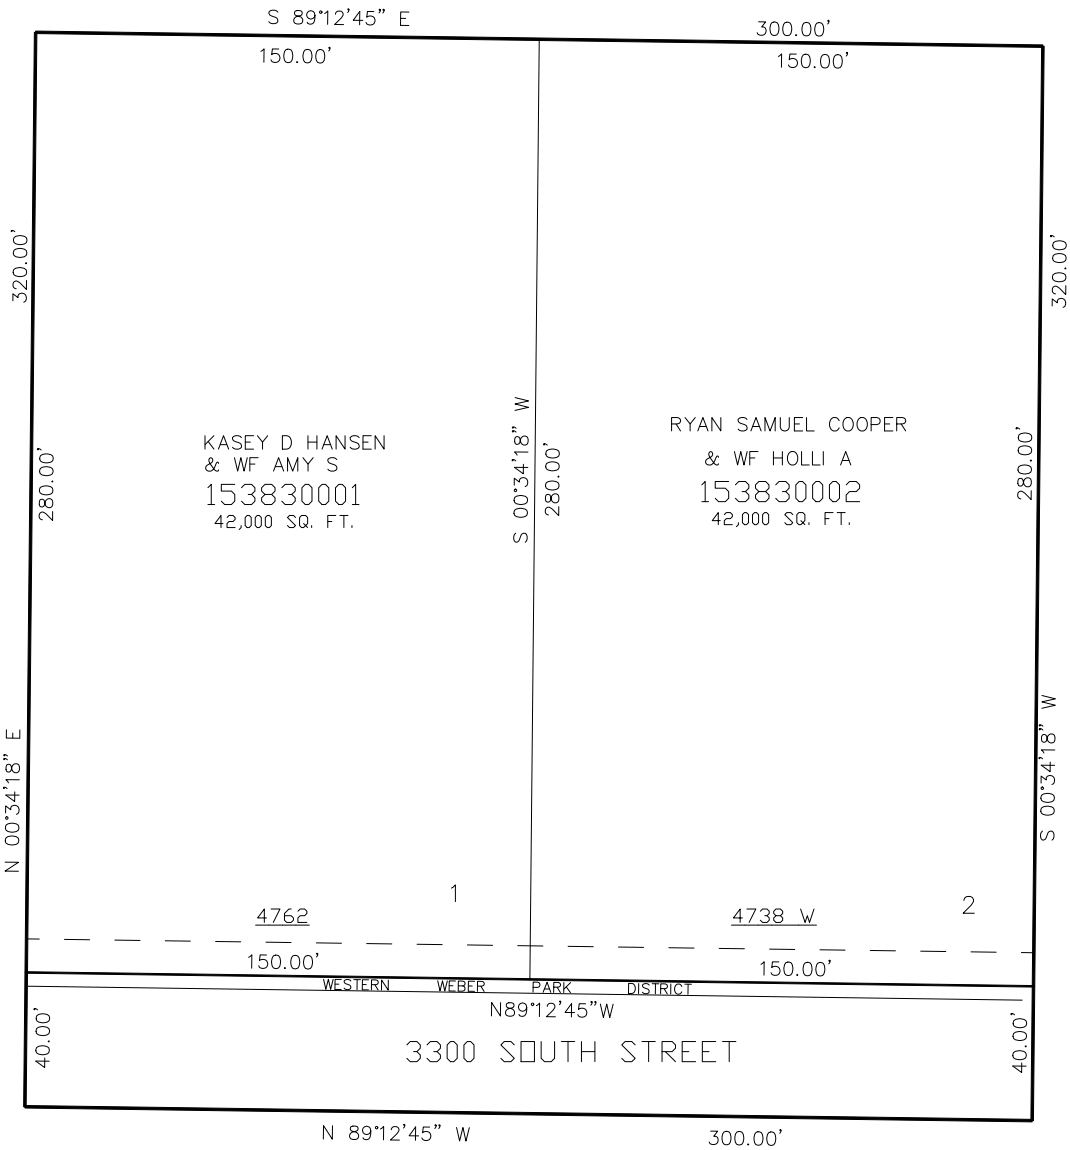 S 89°12'45" E
300.00'
150.00'
150.00'
320.00'
320.00'
KASEY D HANSEN
& WF AMY S
153830001
42,000 SQ. FT.
RYAN SAMUEL COOPER
& WF HOLLI A
153830002
42,000 SQ. FT.
280.00'
S 00°34'18" W
280.00'
280.00'
N 00°34'18" E
S 00°34'18" W
1
2
4762
4738 W
150.00'
150.00'
WESTERN WEBER PARK DISTRICT
N89°12'45"W
40.00'
3300 SOUTH STREET
40.00'
N 89°12'45" W
300.00'